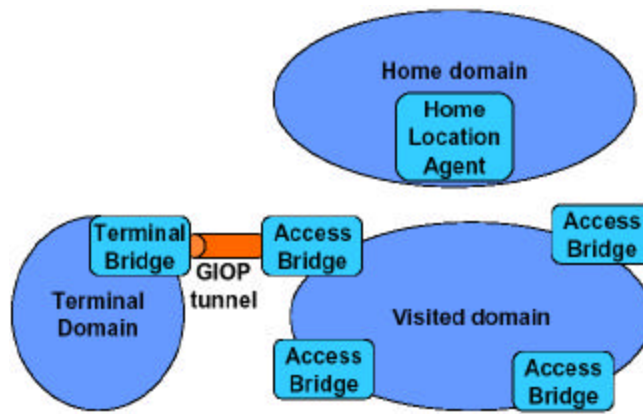 Home domain
Home
Location
Agent
Terminal
Bridge
GIOP
tunnel
Access
Bridge
Access
Bridge
Terminal
Domain
Visited domain
Access
Bridge
Access
Bridge